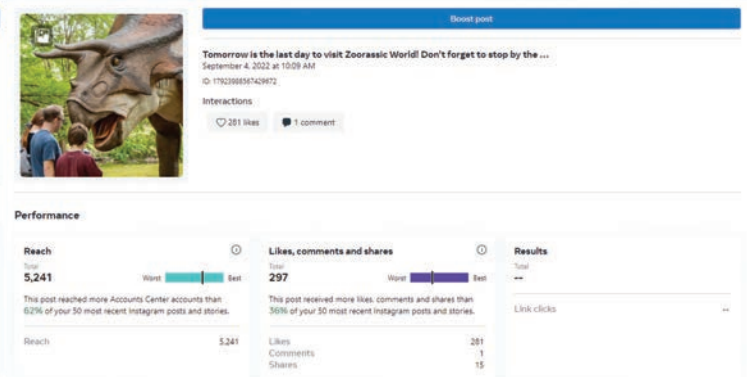 Boost post
Tomorrow is the last day to visit Zoorassic World! Don't forget to stop by the ...
September 4, 2022 at 10:09 AM
ID: 17923888567429672
Interactions
281 likes
1 comment
Performance
Reach
Total
5,241
Worst
Best
This post reached more Accounts Center accounts than
62% of your 50 most recent Instagram posts and stories.
Reach
5,241
Likes, comments and shares
Total
297
Worst
Best
This post received more likes, comments and shares than
36% of your 50 most recent Instagram posts and stories.
Likes
281
Comments
1
Shares
15
Results
Total
--
Link clicks
--